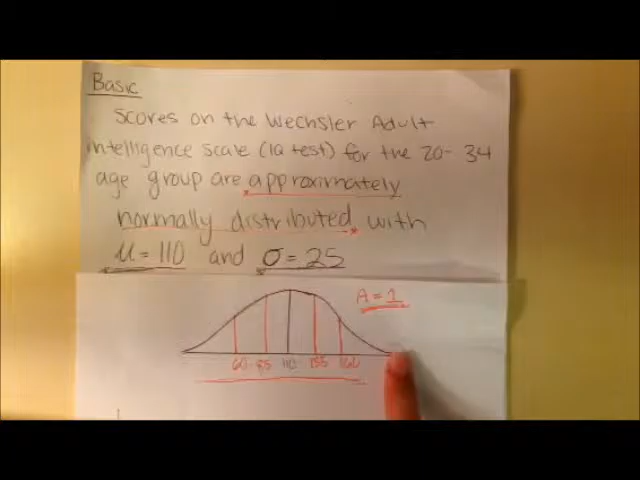 Basic
Scores on the Wechsler Adult
intelligence scale (IQ test) for the 20-34
age group are approximately
normally distributed with
μ = 110 and σ = 25
A = 1
60 85 110 135 160